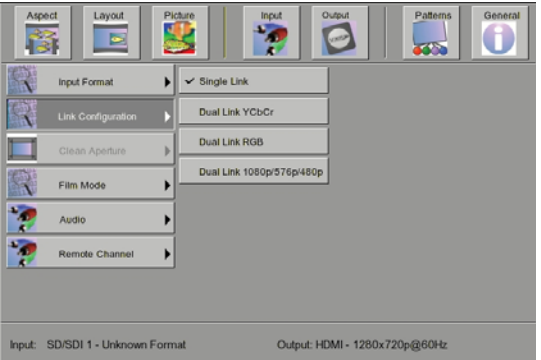 Aspect Layout Picture Input Output Patterns General
Input Format
✔ Single Link
Link Configuration
Dual Link YCbCr
Clean Aperture
Dual Link RGB
Film Mode
Dual Link 1080p/576p/480p
Audio
Remote Channel
Input: SD/SDI 1 - Unknown Format Output: HDMI - 1280x720p@60Hz